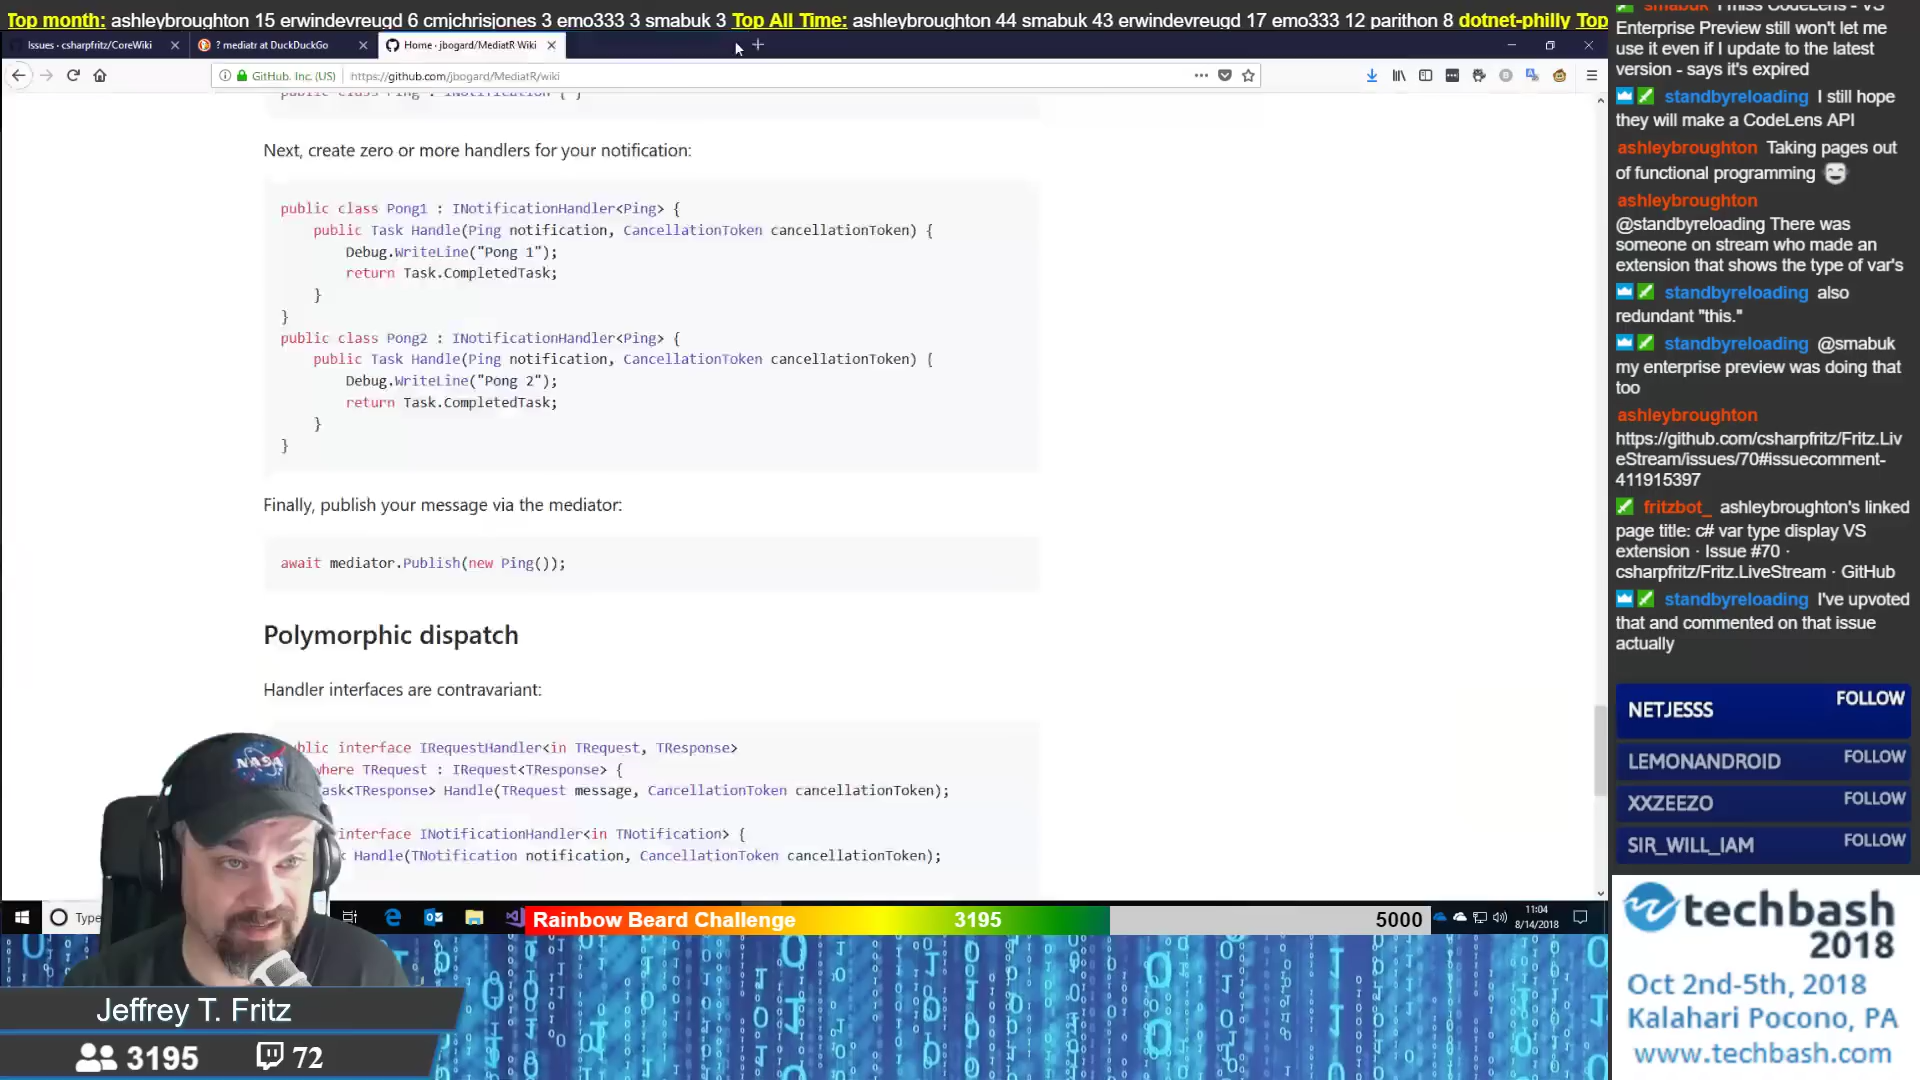 Top month: ashleybroughton 15 erwindevreugd 6 cmjchrisjones 3 emo333 3 smabuk 3 Top All Time: ashleybroughton 44 smabuk 43 erwindevreugd 17 emo333 12 parithon 8 dotnet-philly Top
Issues · csharpfritz/CoreWiki
? mediatr at DuckDuckGo
Home · jbogard/MediatR Wiki
GitHub, Inc. (US)
https://github.com/jbogard/MediatR/wiki
public class Ping : INotification { }
Next, create zero or more handlers for your notification:
public class Pong1 : INotificationHandler<Ping> {
public Task Handle(Ping notification, CancellationToken cancellationToken) {
Debug.WriteLine("Pong 1");
return Task.CompletedTask;
}
}
public class Pong2 : INotificationHandler<Ping> {
public Task Handle(Ping notification, CancellationToken cancellationToken) {
Debug.WriteLine("Pong 2");
return Task.CompletedTask;
}
}
Finally, publish your message via the mediator:
await mediator.Publish(new Ping());
Polymorphic dispatch
Handler interfaces are contravariant:
blic interface IRequestHandler<in TRequest, TResponse>
here TRequest : IRequest<TResponse> {
ask<TResponse> Handle(TRequest message, CancellationToken cancellationToken);
interface INotificationHandler<in TNotification> {
Handle(TNotification notification, CancellationToken cancellationToken);
NASA
Type
Rainbow Beard Challenge 3195 5000
11:04
8/14/2018
Jeffrey T. Fritz
3195 72
smabuk I miss CodeLens - VS
Enterprise Preview still won't let me
use it even if I update to the latest
version - says it's expired
standbyreloading I still hope
they will make a CodeLens API
ashleybroughton Taking pages out
of functional programming
ashleybroughton
@standbyreloading There was
someone on stream who made an
extension that shows the type of var's
standbyreloading also
redundant "this."
standbyreloading @smabuk
my enterprise preview was doing that
too
ashleybroughton
https://github.com/csharpfritz/Fritz.Liv
eStream/issues/70#issuecomment-
411915397
fritzbot_ ashleybroughton's linked
page title: c# var type display VS
extension · Issue #70 ·
csharpfritz/Fritz.LiveStream · GitHub
standbyreloading I've upvoted
that and commented on that issue
actually
NETJESSS FOLLOW
LEMONANDROID FOLLOW
XXZEEZO FOLLOW
SIR_WILL_IAM FOLLOW
techbash
2018
Oct 2nd-5th, 2018
Kalahari Pocono, PA
www.techbash.com